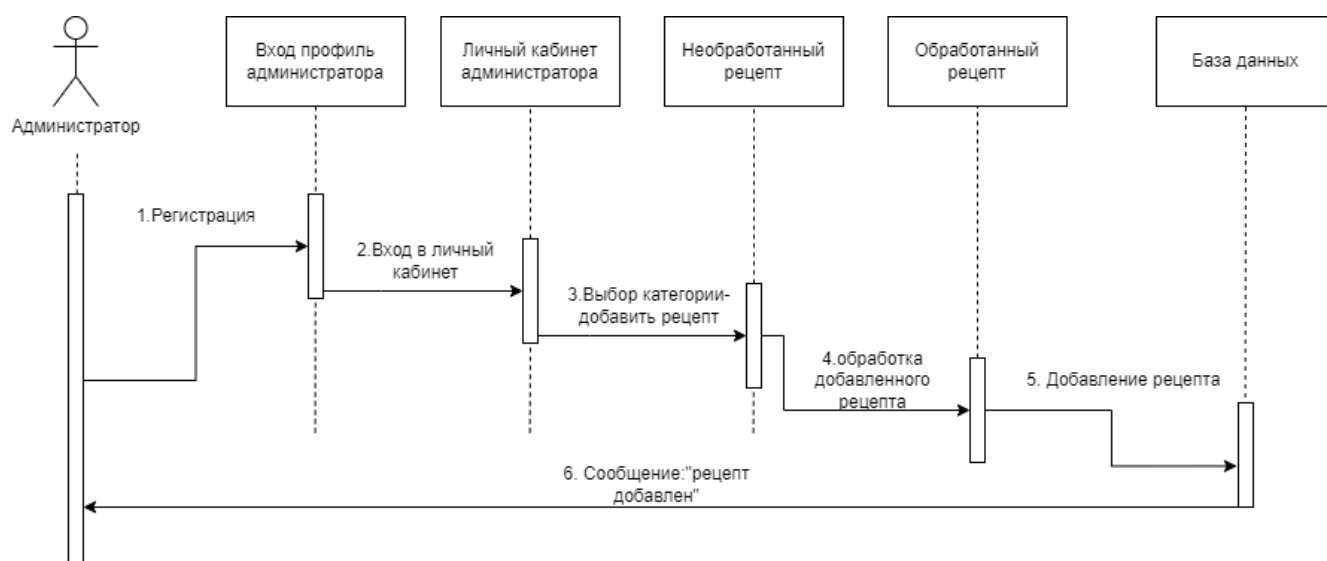 Администратор
Вход профиль
администратора
Личный кабинет
администратора
Необработанный
рецепт
Обработанный
рецепт
База данных
1.Регистрация
2.Вход в личный
кабинет
3.Выбор категории-
добавить рецепт
4.обработка
добавленного
рецепта
5. Добавление рецепта
6. Сообщение:"рецепт
добавлен"